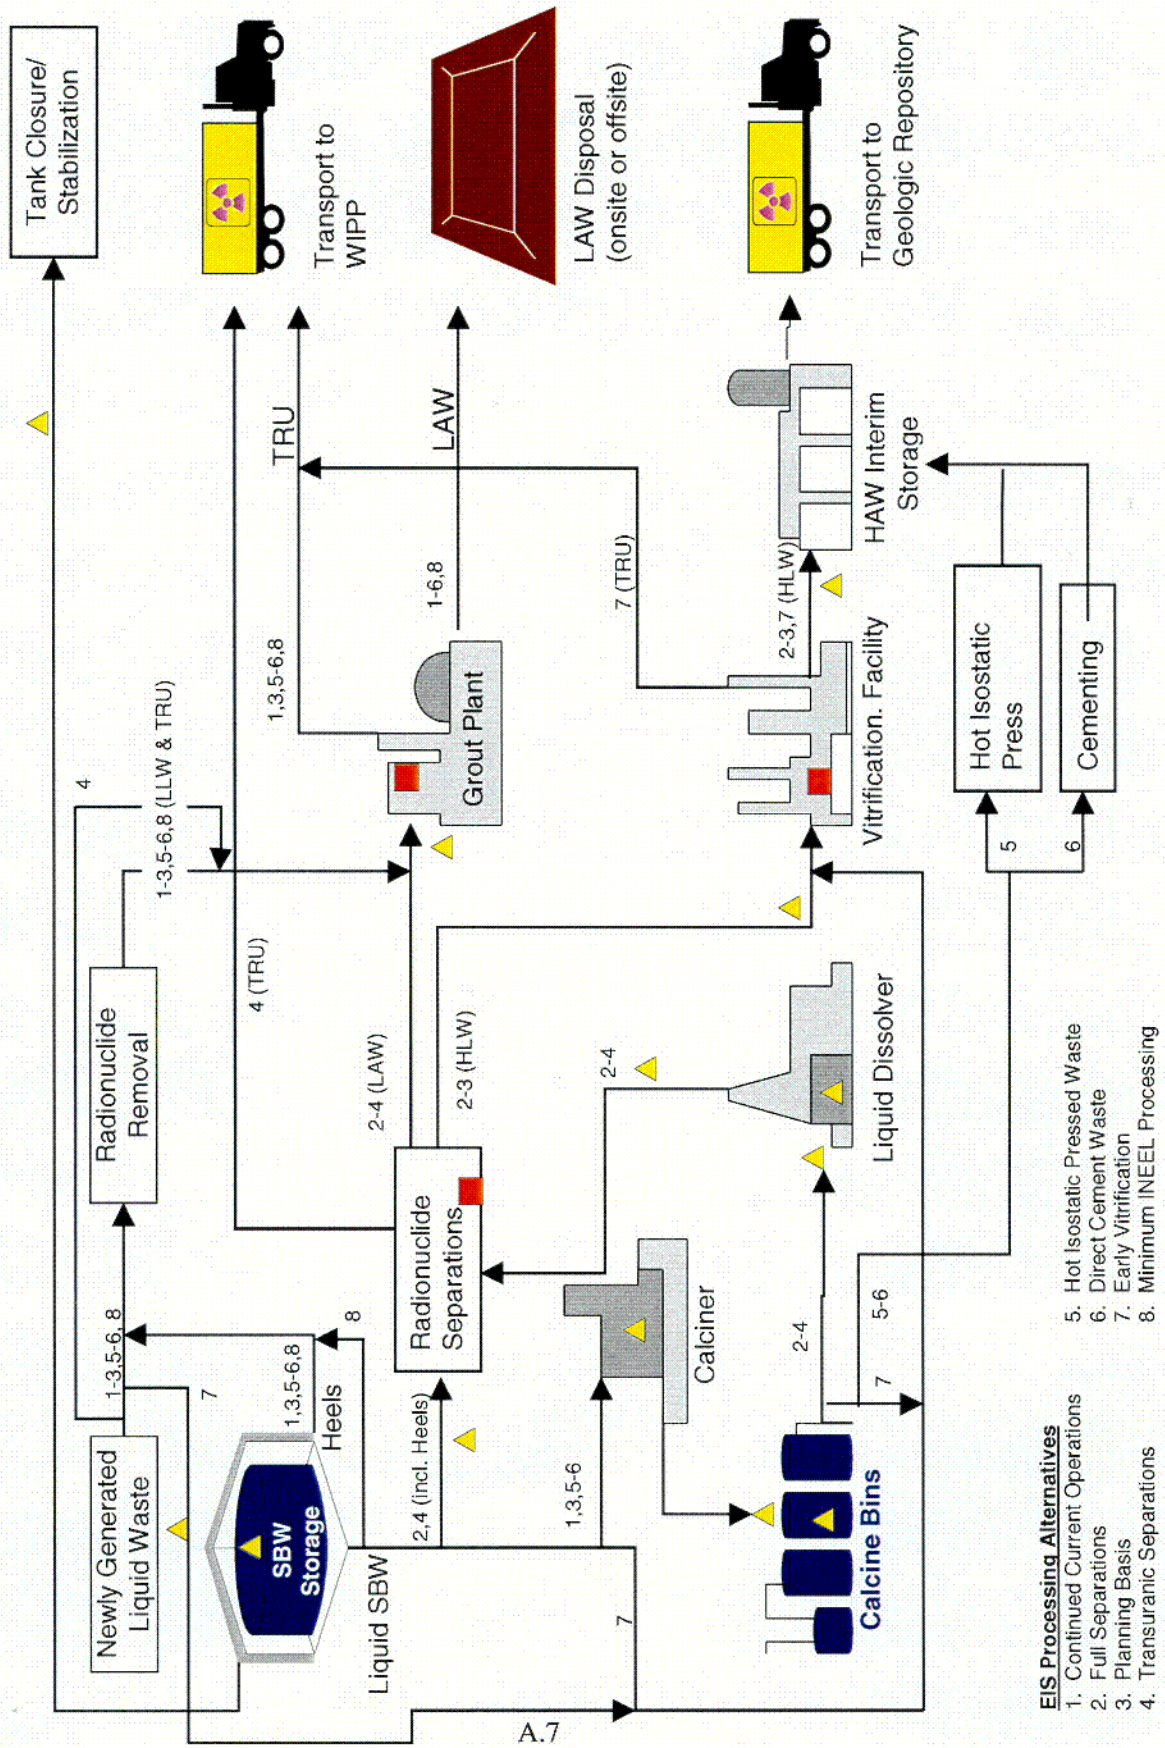 Newly Generated
Liquid Waste
1-3,5-6, 8
4
7
Radionuclide
Removal
1-3,5-6,8 (LLW & TRU)
Tank Closure/
Stabilization
SBW
Storage
1,3,5-6,8
Heels
8
4 (TRU)
1,3,5-6,8
TRU
Transport to
WIPP
Liquid SBW
2,4 (incl. Heels)
Radionuclide
Separations
2-4 (LAW)
2-3 (HLW)
Grout Plant
1-6,8
LAW
LAW Disposal
(onsite or offsite)
1,3,5-6
Calciner
2-4
7 (TRU)
7
Calcine Bins
2-4
5-6
7
Liquid Dissolver
Vitrification. Facility
2-3,7 (HLW)
HAW Interim
Storage
Transport to
Geologic Repository
5
6
Hot Isostatic
Press
Cementing
EIS Processing Alternatives
1. Continued Current Operations
2. Full Separations
3. Planning Basis
4. Transuranic Separations
5. Hot Isostatic Pressed Waste
6. Direct Cement Waste
7. Early Vitrification
8. Minimum INEEL Processing
A.7